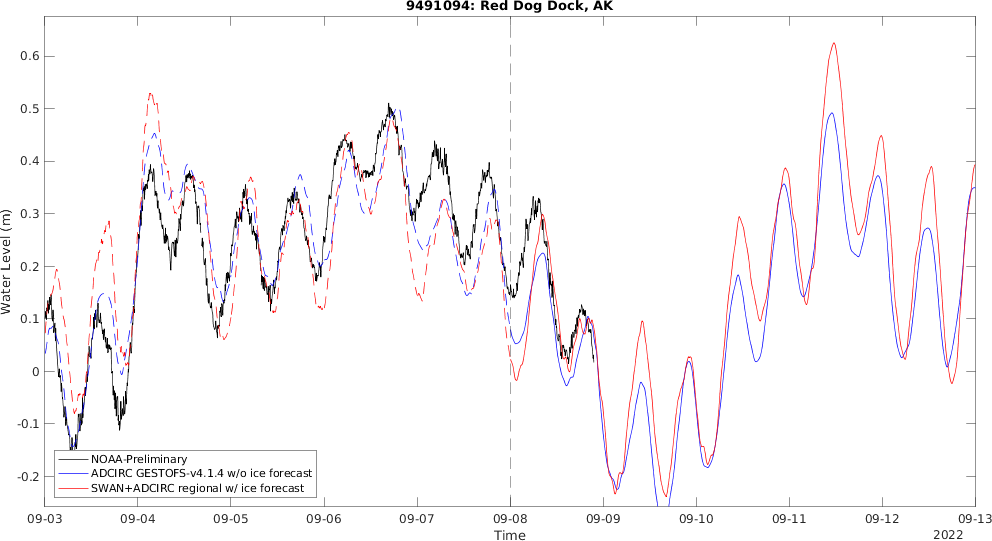 9491094: Red Dog Dock, AK
Water Level (m)
0.6
0.5
0.4
0.3
0.2
0.1
0
-0.1
-0.2
NOAA-Preliminary
ADCIRC GESTOFS-v4.1.4 w/o ice forecast
SWAN+ADCIRC regional w/ ice forecast
09-03 09-04 09-05 09-06 09-07 09-08 09-09 09-10 09-11 09-12 09-13
Time
2022